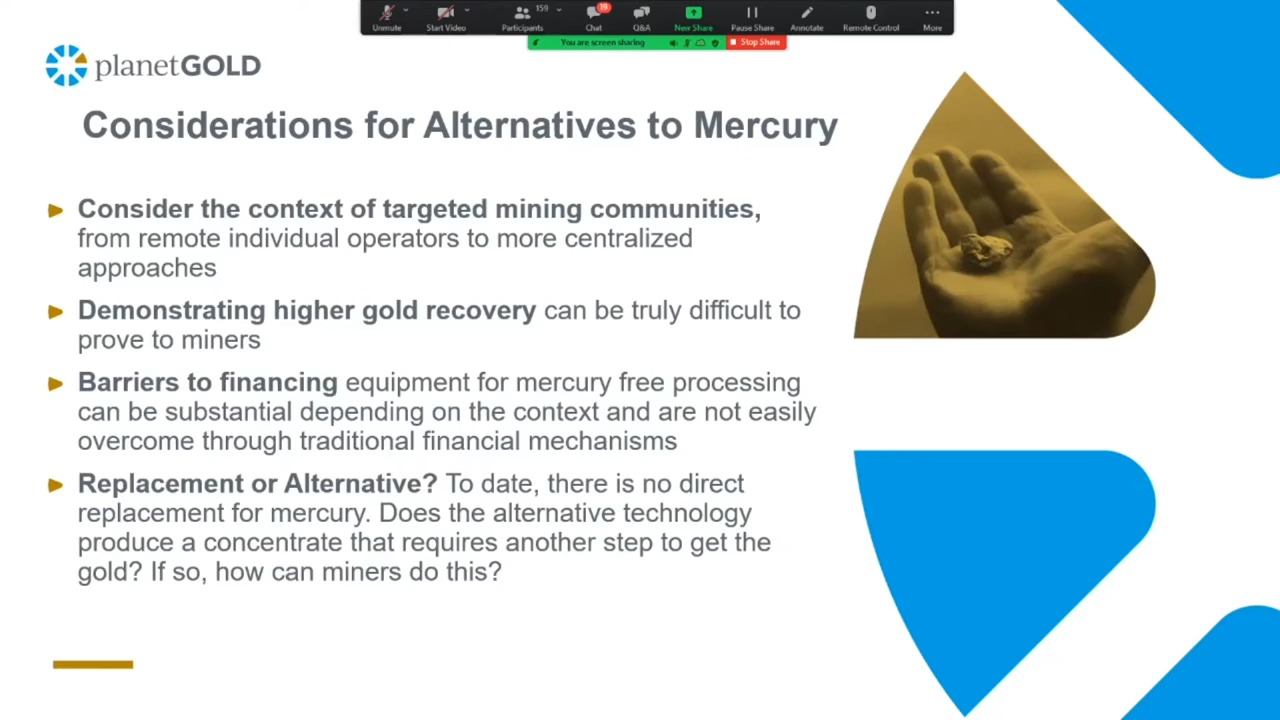 159
19
Unmute
Start Video
Participants
Chat
Q&A
New Share
Pause Share
Annotate
Remote Control
More
You are screen sharing
Stop Share
planetGOLD
Considerations for Alternatives to Mercury
Consider the context of targeted mining communities,
from remote individual operators to more centralized
approaches
Demonstrating higher gold recovery can be truly difficult to
prove to miners
Barriers to financing equipment for mercury free processing
can be substantial depending on the context and are not easily
overcome through traditional financial mechanisms
Replacement or Alternative? To date, there is no direct
replacement for mercury. Does the alternative technology
produce a concentrate that requires another step to get the
gold? If so, how can miners do this?